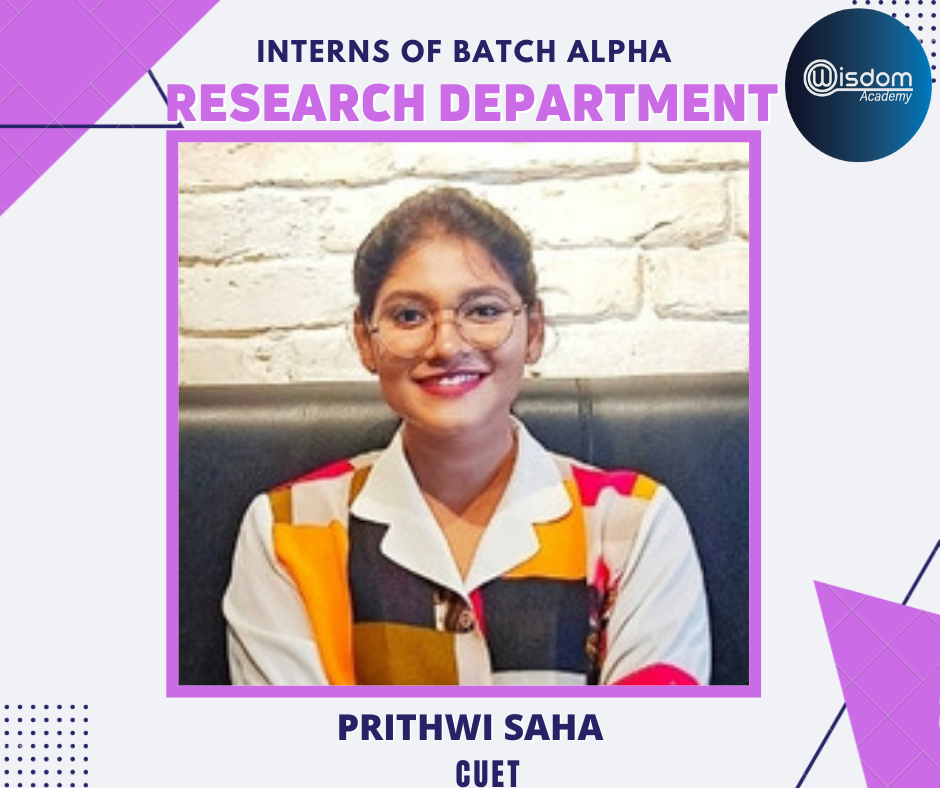 INTERNS OF BATCH ALPHA
RESEARCH DEPARTMENT
Wisdom
Academy
PRITHWI SAHA
CUET